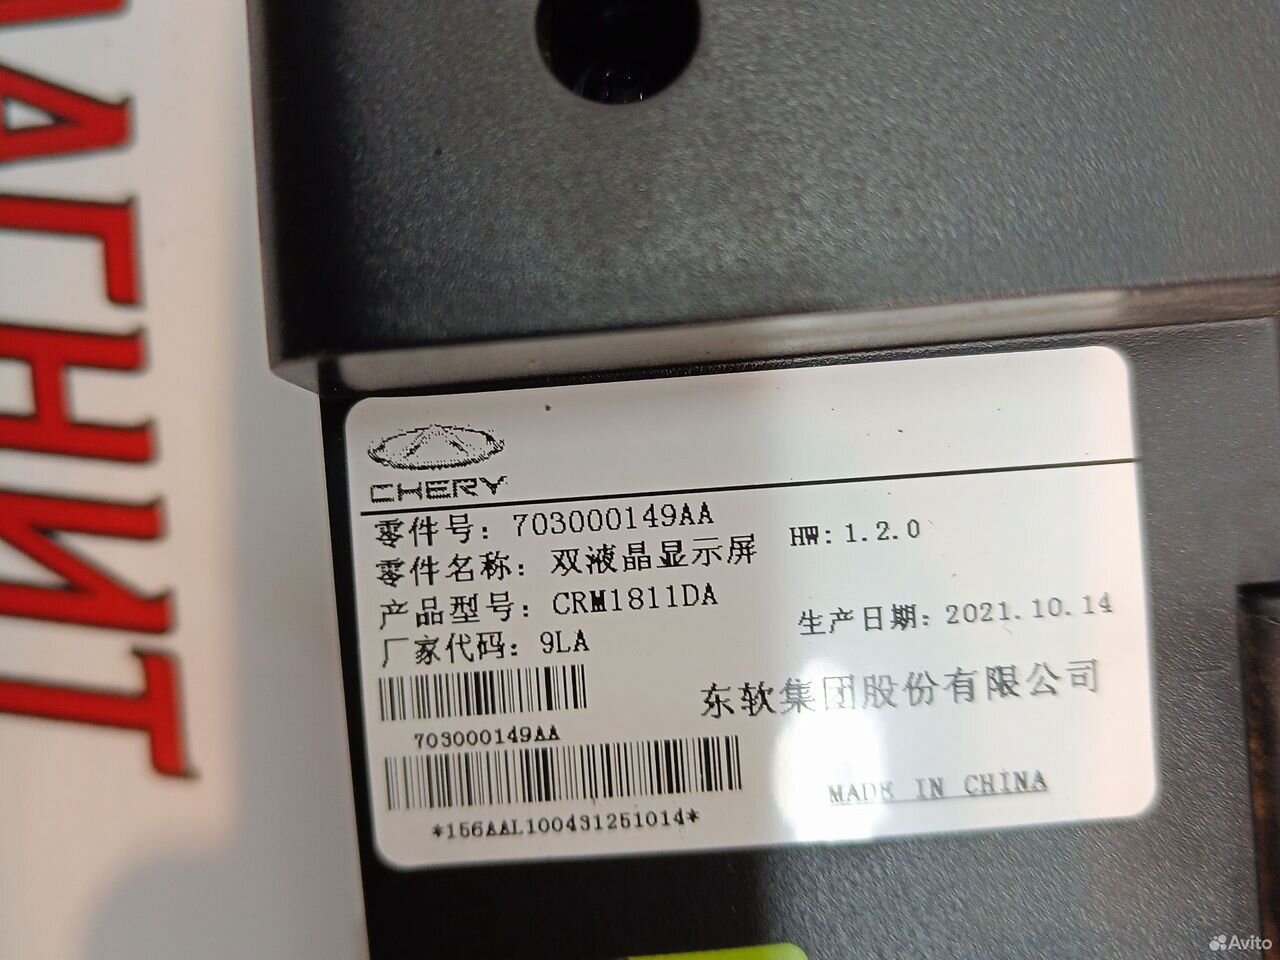 МАГНИТ
CHERY
零件号: 703000149AA
HW: 1.2.0
零件名称: 双液晶显示屏
产品型号: CRM1811DA
生产日期: 2021.10.14
厂家代码: 9LA
东软集团股份有限公司
703000149AA
MADE IN CHINA
*156AAL100431251014*
Avito